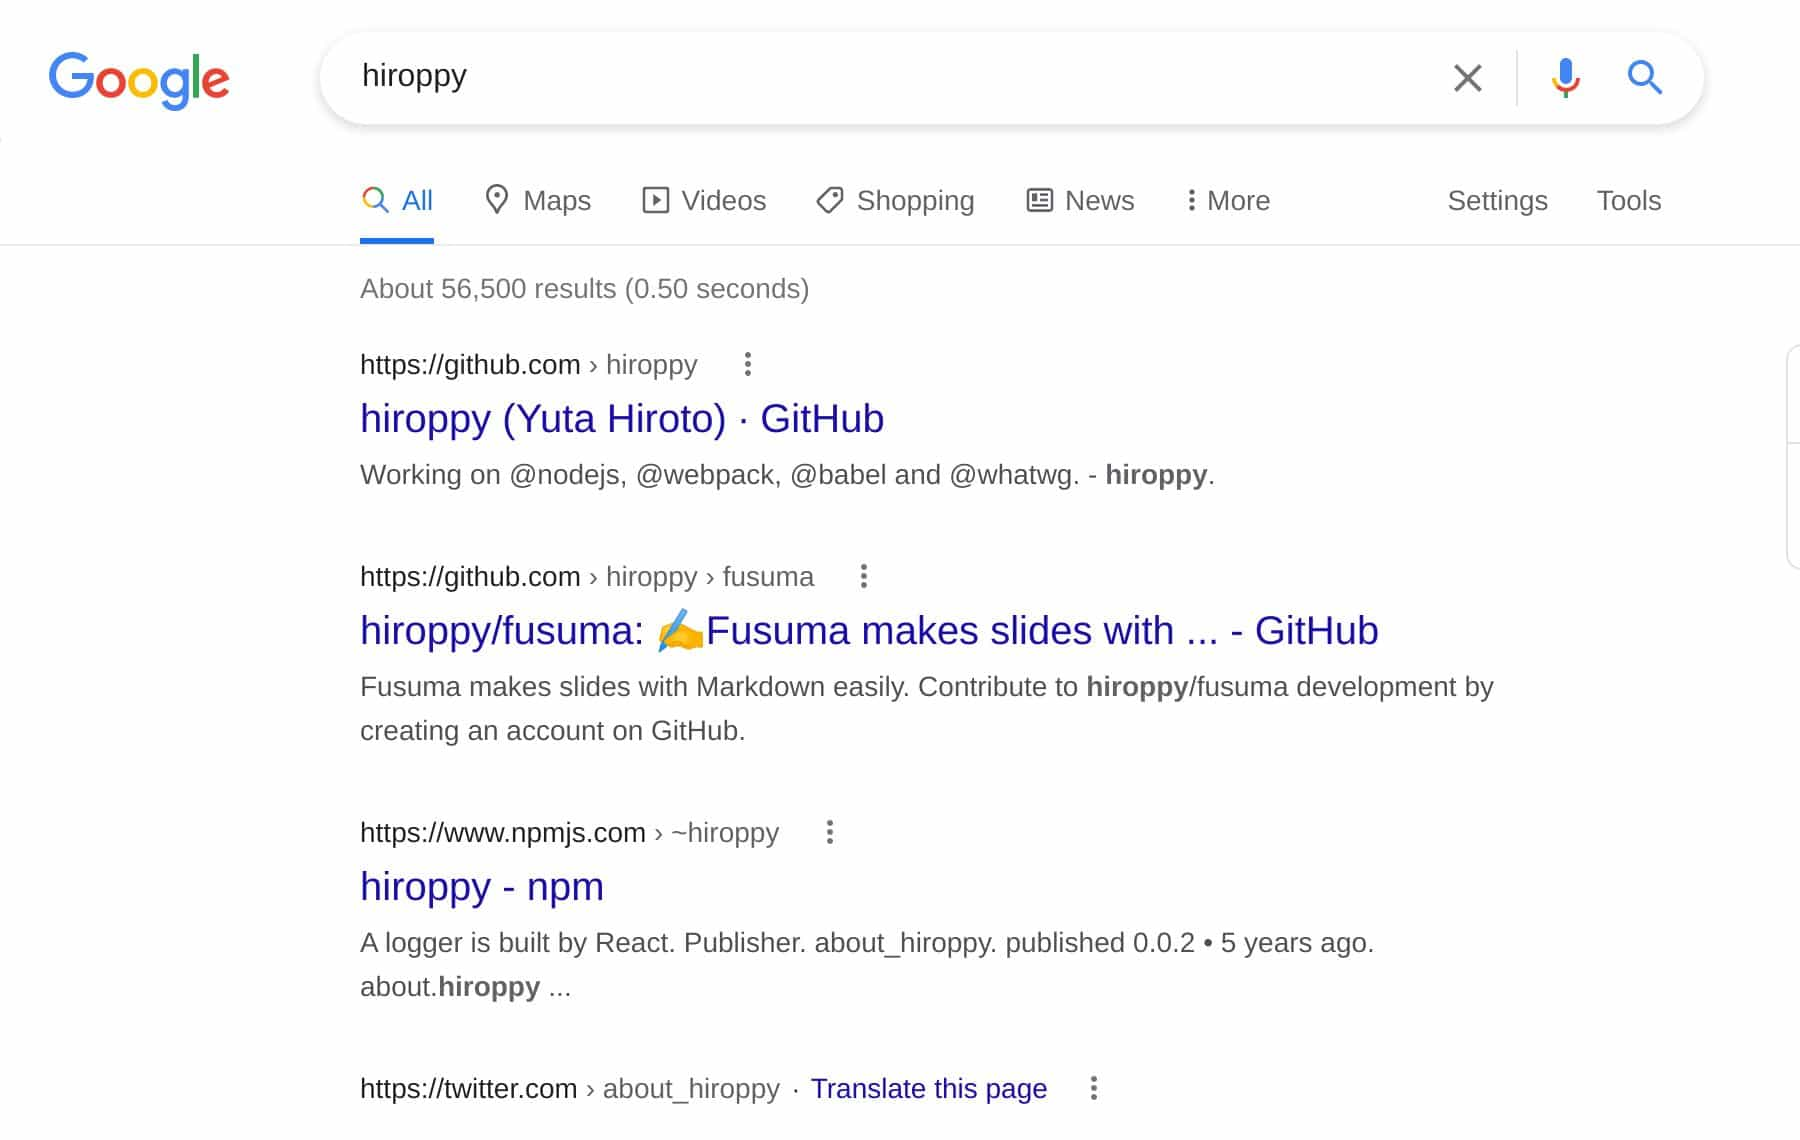 Google
hiroppy
All Maps Videos Shopping News More Settings Tools
About 56,500 results (0.50 seconds)
https://github.com › hiroppy
hiroppy (Yuta Hiroto) · GitHub
Working on @nodejs, @webpack, @babel and @whatwg. - hiroppy.
https://github.com › hiroppy › fusuma
hiroppy/fusuma: ✍Fusuma makes slides with ... - GitHub
Fusuma makes slides with Markdown easily. Contribute to hiroppy/fusuma development by
creating an account on GitHub.
https://www.npmjs.com › ~hiroppy
hiroppy - npm
A logger is built by React. Publisher. about_hiroppy. published 0.0.2 • 5 years ago.
about.hiroppy ...
https://twitter.com › about_hiroppy · Translate this page